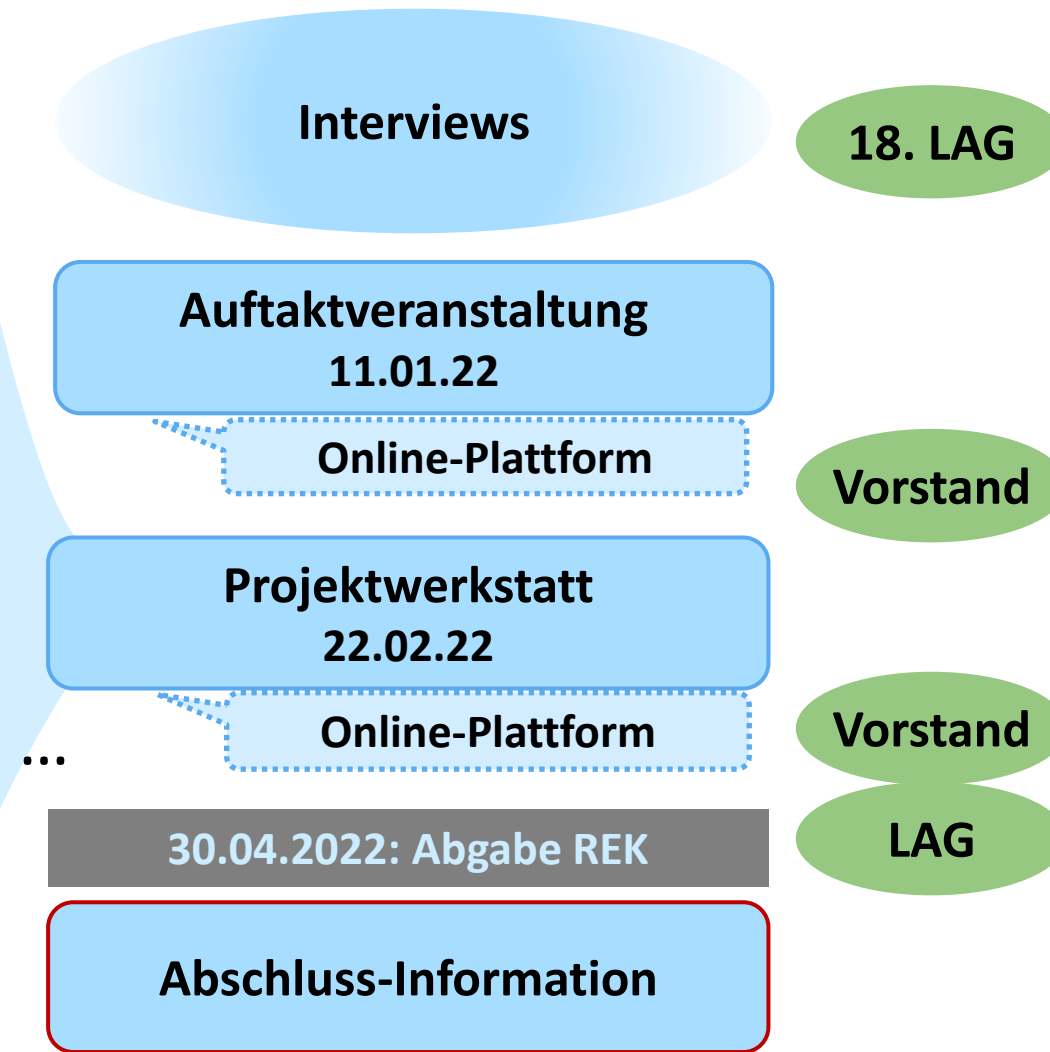 Interviews
18. LAG
Auftaktveranstaltung
11.01.22
Online-Plattform
Vorstand
Projektwerkstatt
22.02.22
Online-Plattform
Vorstand
...
30.04.2022: Abgabe REK
LAG
Abschluss-Information